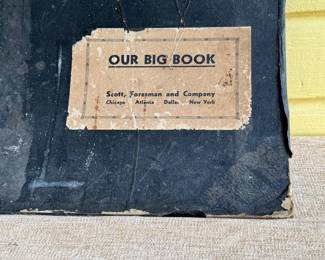 OUR BIG BOOK
Scott, Foresman and Company
Chicago Atlanta Dallas New York